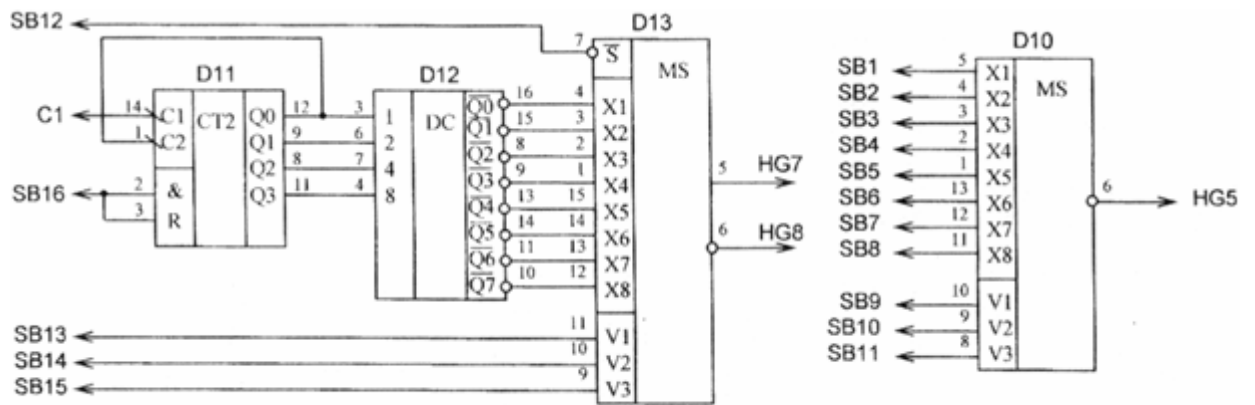 SB12
D13
7
S
MS
D10
D11
D12
C1
14
C1
1
C2
CT2
Q0
12
Q1
9
Q2
8
Q3
11
SB16
2
&
3
R
3
1
6
2
7
4
4
8
DC
Q0
16
4
X1
Q1
15
3
X2
Q2
8
2
X3
Q3
9
1
X4
Q4
13
15
X5
Q5
14
14
X6
Q6
11
13
X7
Q7
10
12
X8
5
HG7
6
HG8
SB13
11
V1
SB14
10
V2
SB15
9
V3
SB1
5
X1
MS
SB2
4
X2
SB3
3
X3
SB4
2
X4
SB5
1
X5
SB6
13
X6
SB7
12
X7
SB8
11
X8
6
HG5
SB9
10
V1
SB10
9
V2
SB11
8
V3